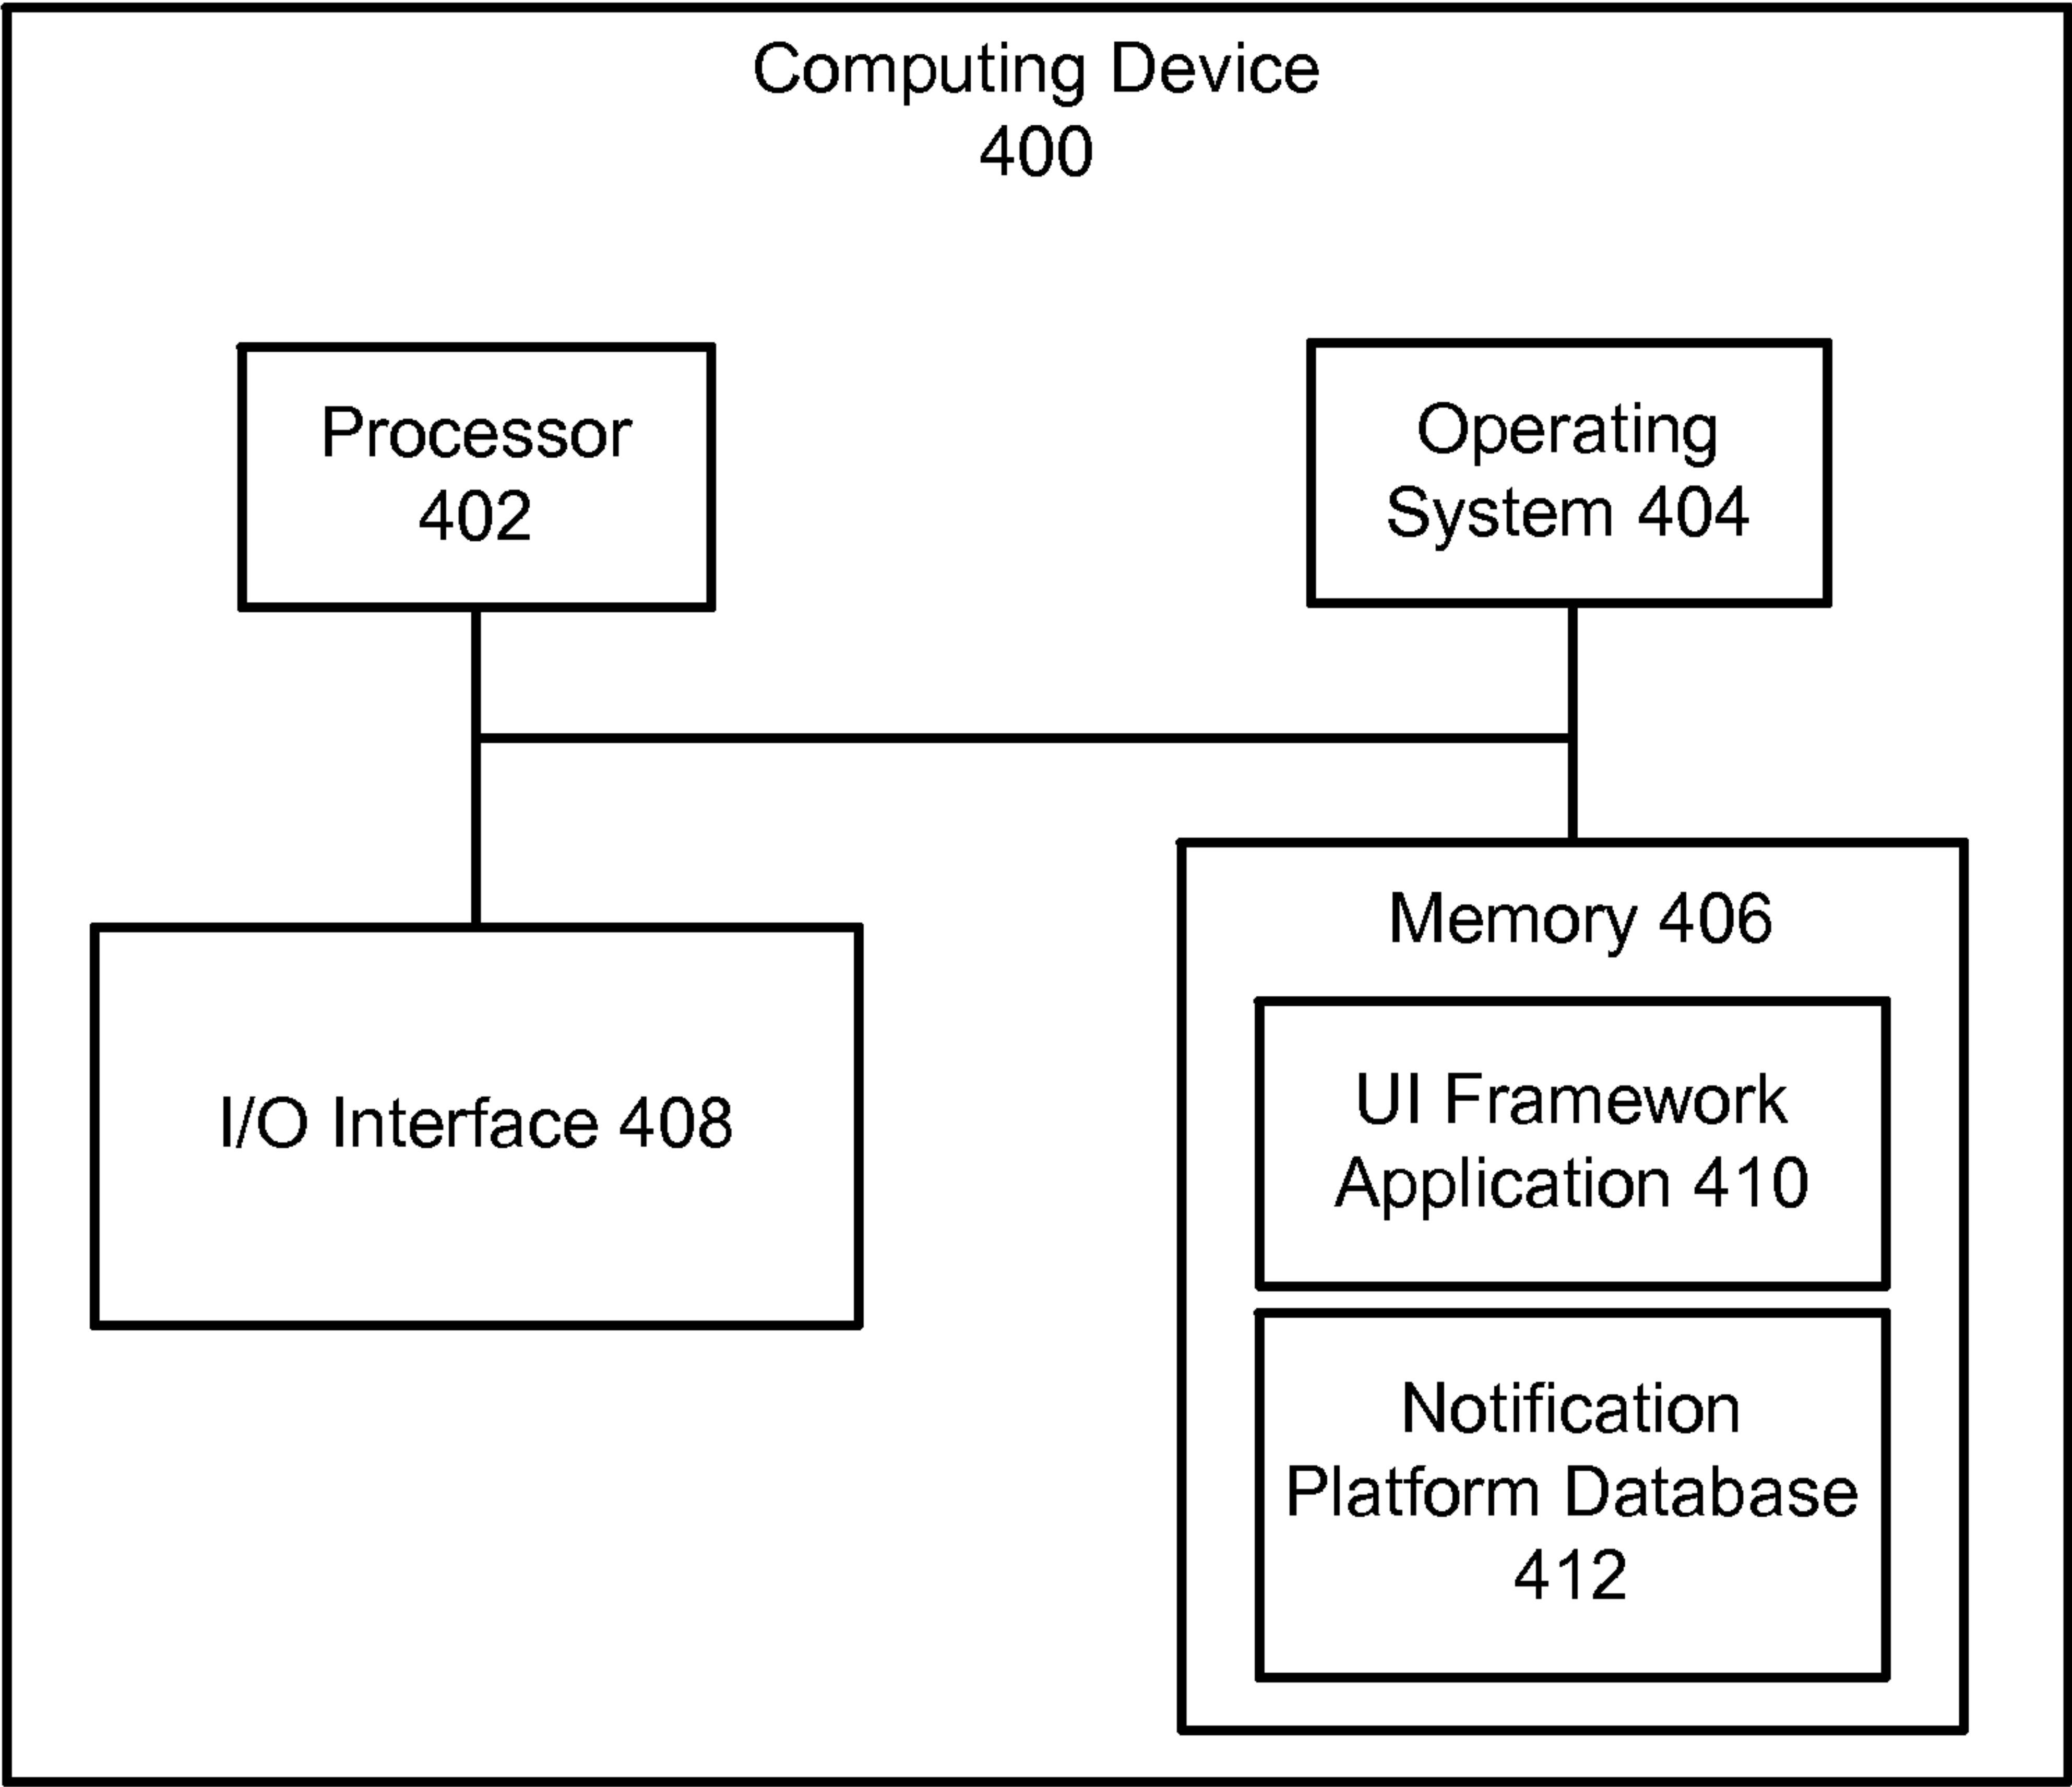 Computing Device
400
Processor
402
Operating
System 404
I/O Interface 408
Memory 406
UI Framework
Application 410
Notification
Platform Database
412